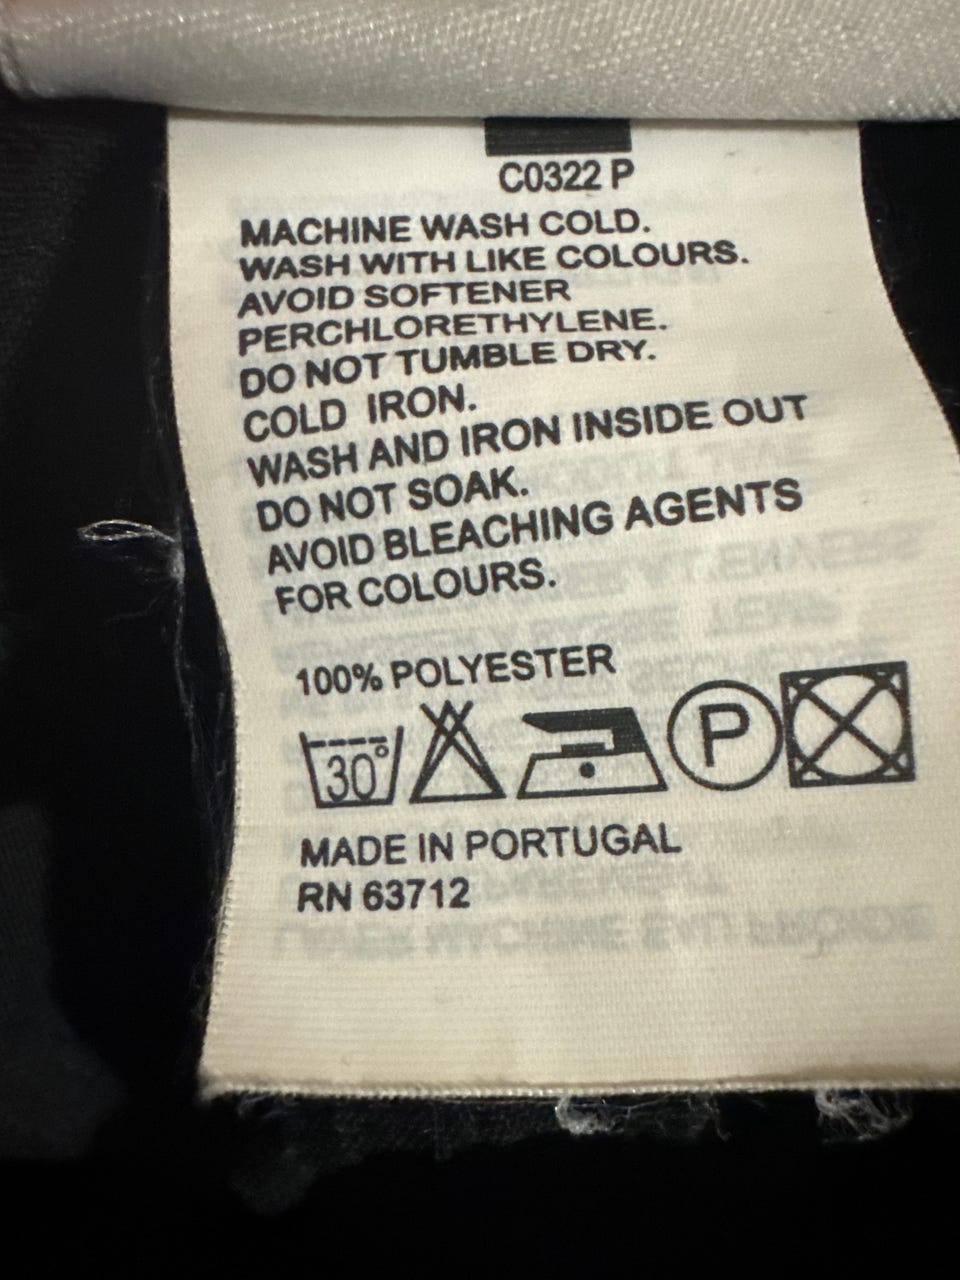 C0322 P
MACHINE WASH COLD.
WASH WITH LIKE COLOURS.
AVOID SOFTENER
PERCHLORETHYLENE.
DO NOT TUMBLE DRY.
COLD IRON.
WASH AND IRON INSIDE OUT
DO NOT SOAK.
AVOID BLEACHING AGENTS
FOR COLOURS.
100% POLYESTER
30° P
MADE IN PORTUGAL
RN 63712